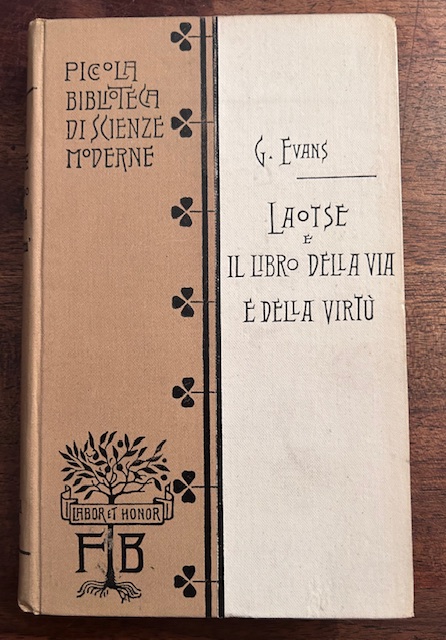 PICCOLA
BIBLIOTECA
DI SCIENZE
MODERNE
G. EVANS
LAOTSE
E
IL LIBRO DELLA VIA
E DELLA VIRTÙ
LABOR ET HONOR
FB